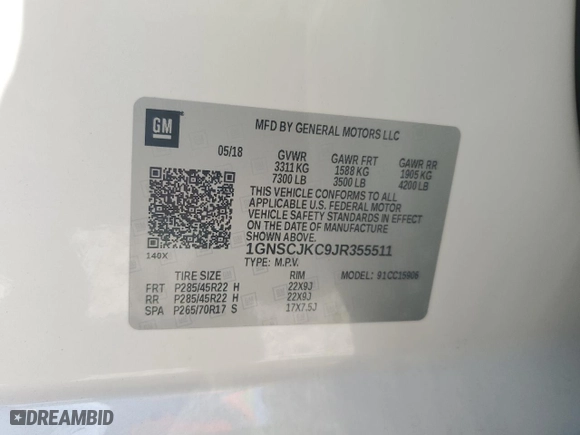 GM
MFD BY GENERAL MOTORS LLC
05/18 GVWR GAWR FRT GAWR RR
3311 KG 1588 KG 1905 KG
7300 LB 3500 LB 4200 LB
THIS VEHICLE CONFORMS TO ALL
APPLICABLE U.S. FEDERAL MOTOR
VEHICLE SAFETY STANDARDS IN EFFECT
ON THE DATE OF MANUFACTURE
SHOWN ABOVE.
1GNSCJKC9JR355511
140X TYPE: M.P.V. MODEL: 91CC15906
TIRE SIZE RIM
FRT P285/45R22 H 22X9J
RR P285/45R22 H 22X9J
SPA P265/70R17 S 17X7.5J
DREAMBID